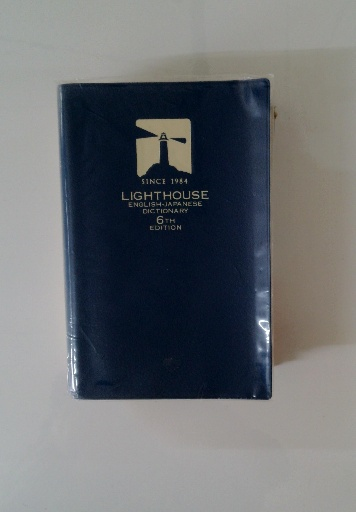 SINCE 1984
LIGHTHOUSE
ENGLISH-JAPANESE
DICTIONARY
6TH
EDITION